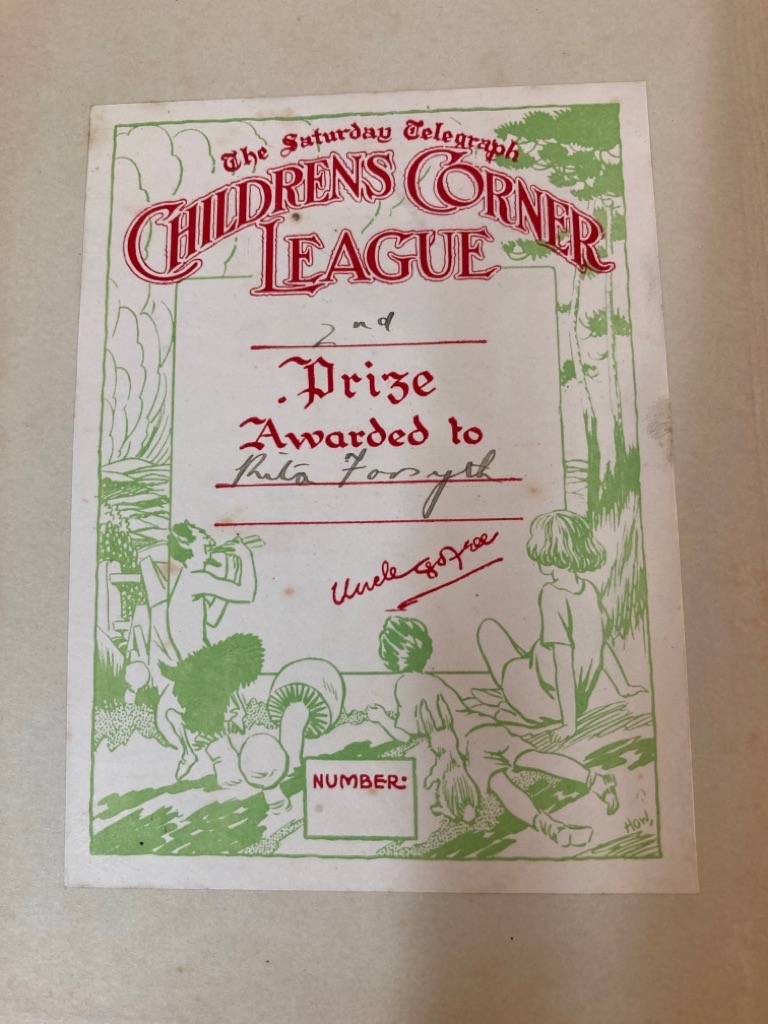 The Saturday Telegraph
CHILDRENS CORNER
LEAGUE
2nd
Prize
Awarded to
Rita Forsyth
Uncle
NUMBER:
HOW.